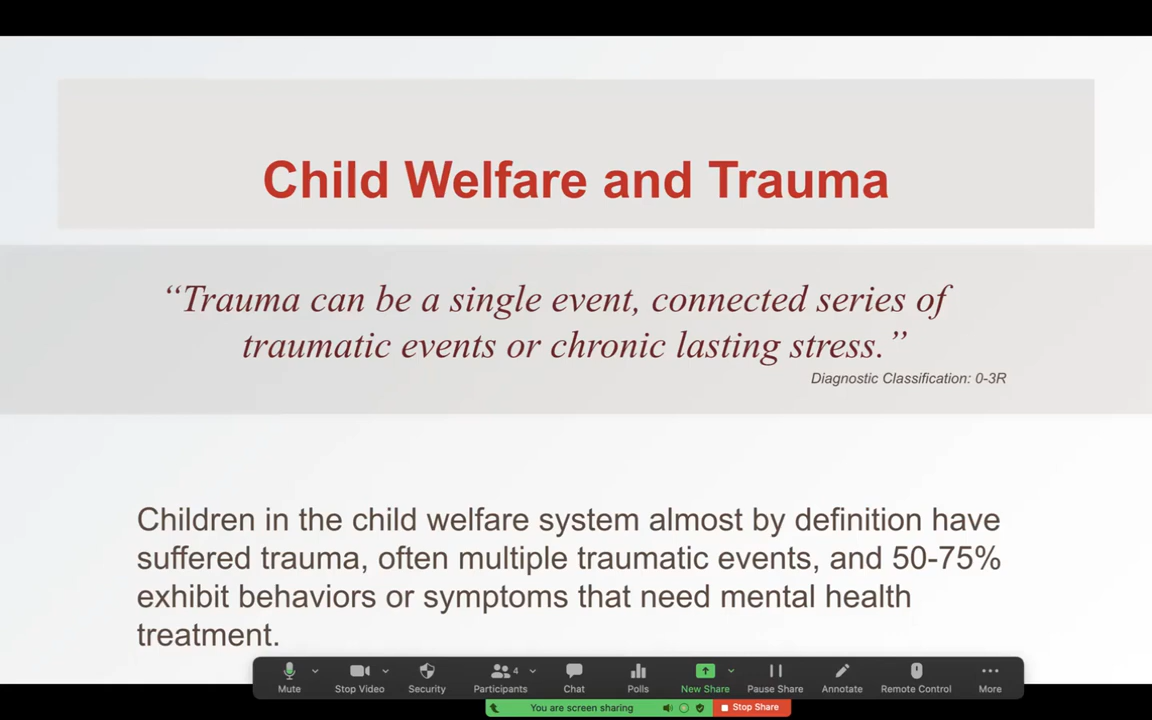 Child Welfare and Trauma
“Trauma can be a single event, connected series of
traumatic events or chronic lasting stress.”
Diagnostic Classification: 0-3R
Children in the child welfare system almost by definition have
suffered trauma, often multiple traumatic events, and 50-75%
exhibit behaviors or symptoms that need mental health
treatment.
4
Mute Stop Video Security Participants Chat Polls New Share Pause Share Annotate Remote Control More
You are screen sharing Stop Share